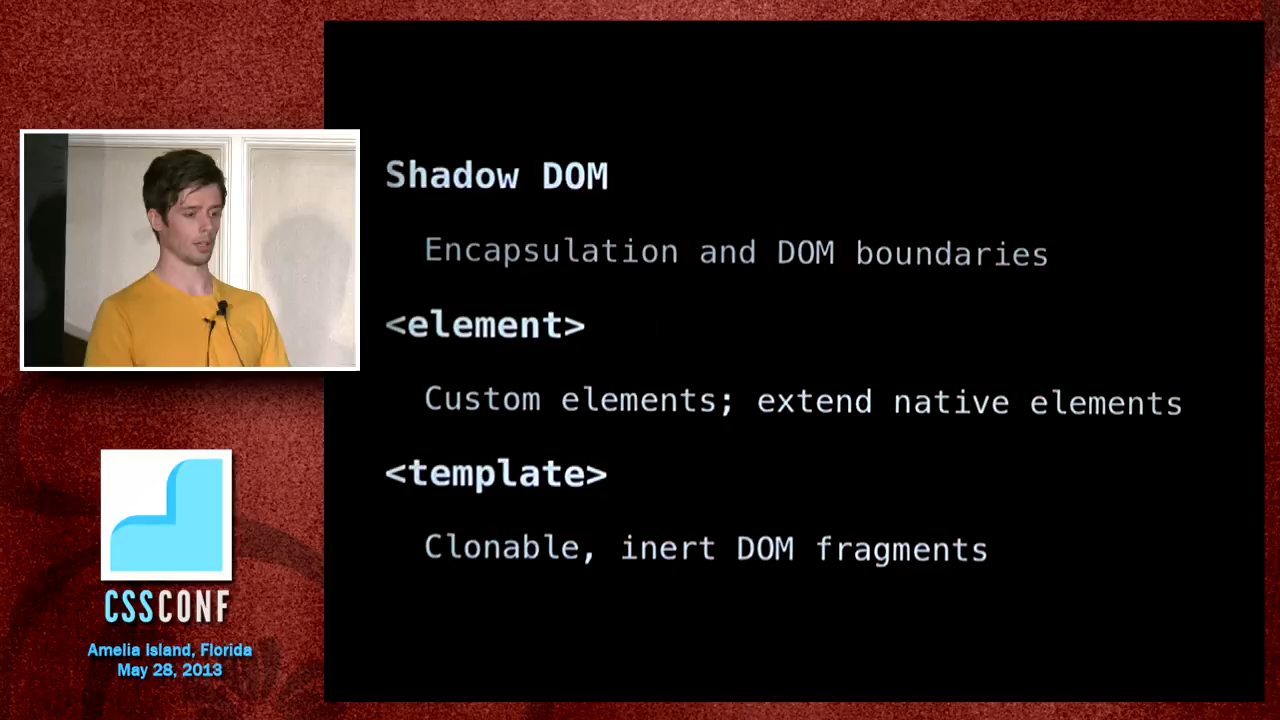 Shadow DOM
Encapsulation and DOM boundaries
<element>
Custom elements; extend native elements
<template>
Clonable, inert DOM fragments
CSSCONF
Amelia Island, Florida
May 28, 2013